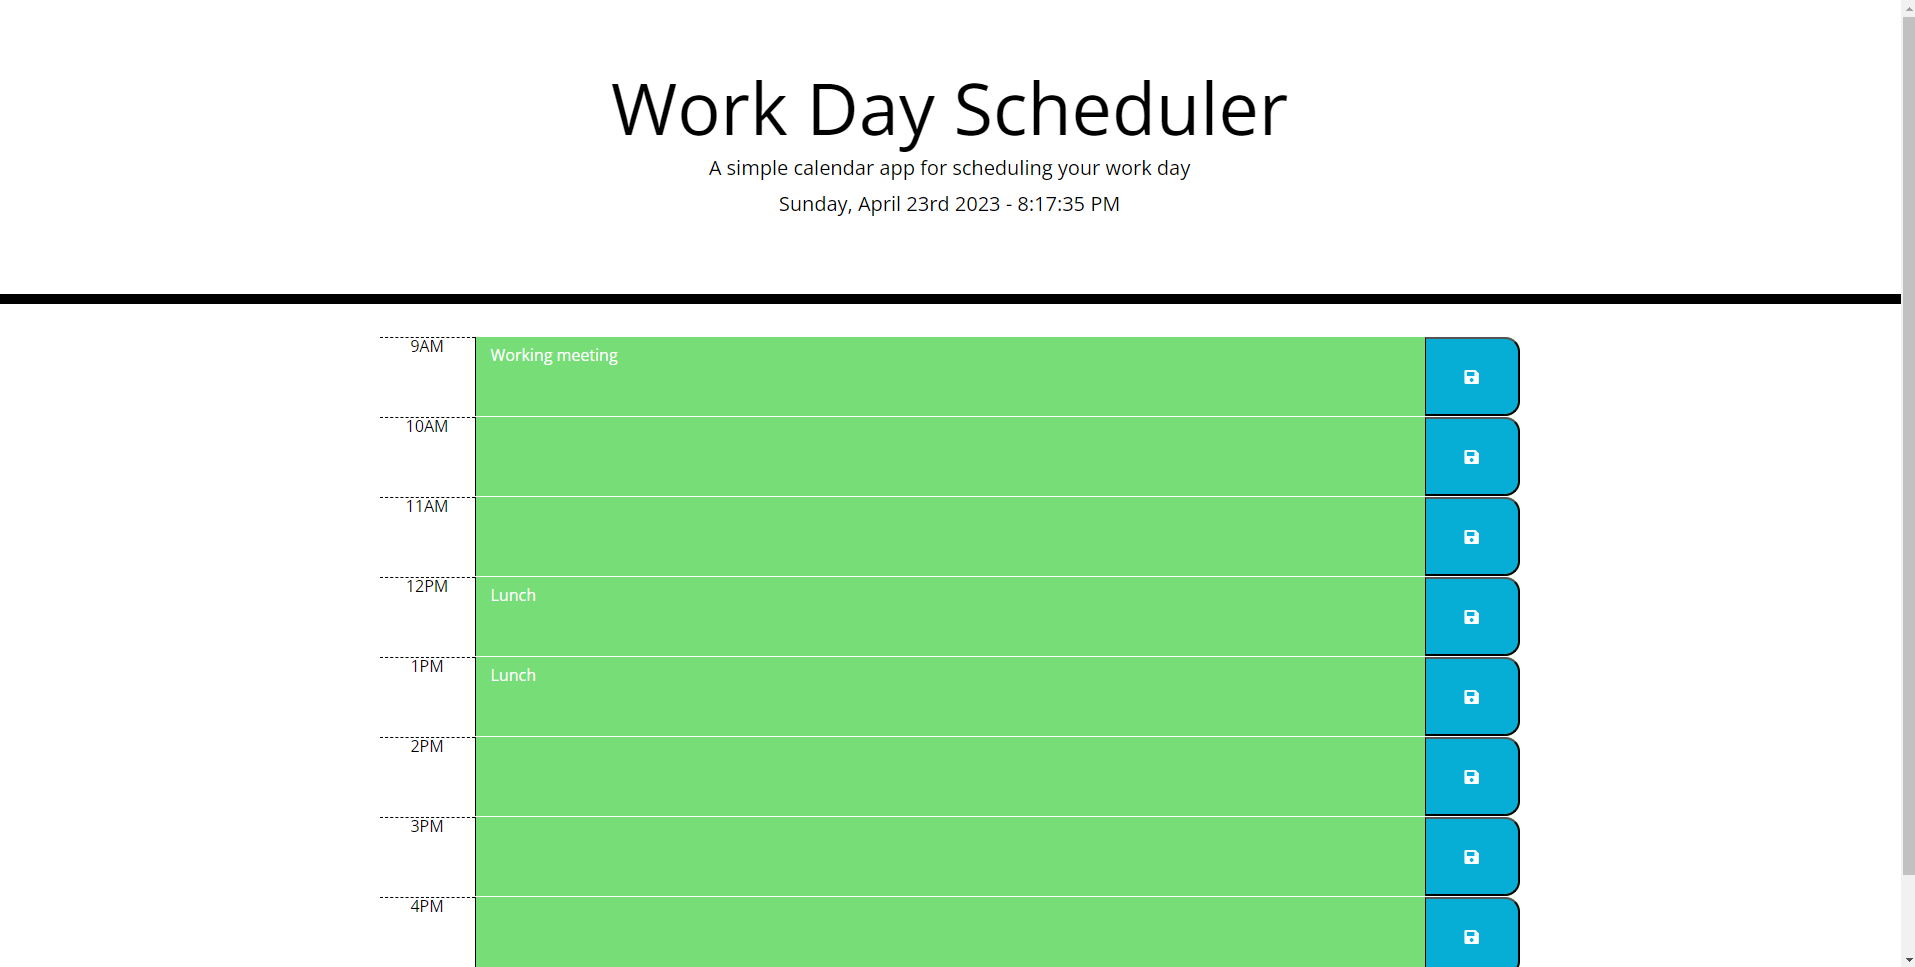 Work Day Scheduler
A simple calendar app for scheduling your work day
Sunday, April 23rd 2023 - 8:17:35 PM
9AM
Working meeting
10AM
11AM
12PM
Lunch
1PM
Lunch
2PM
3PM
4PM